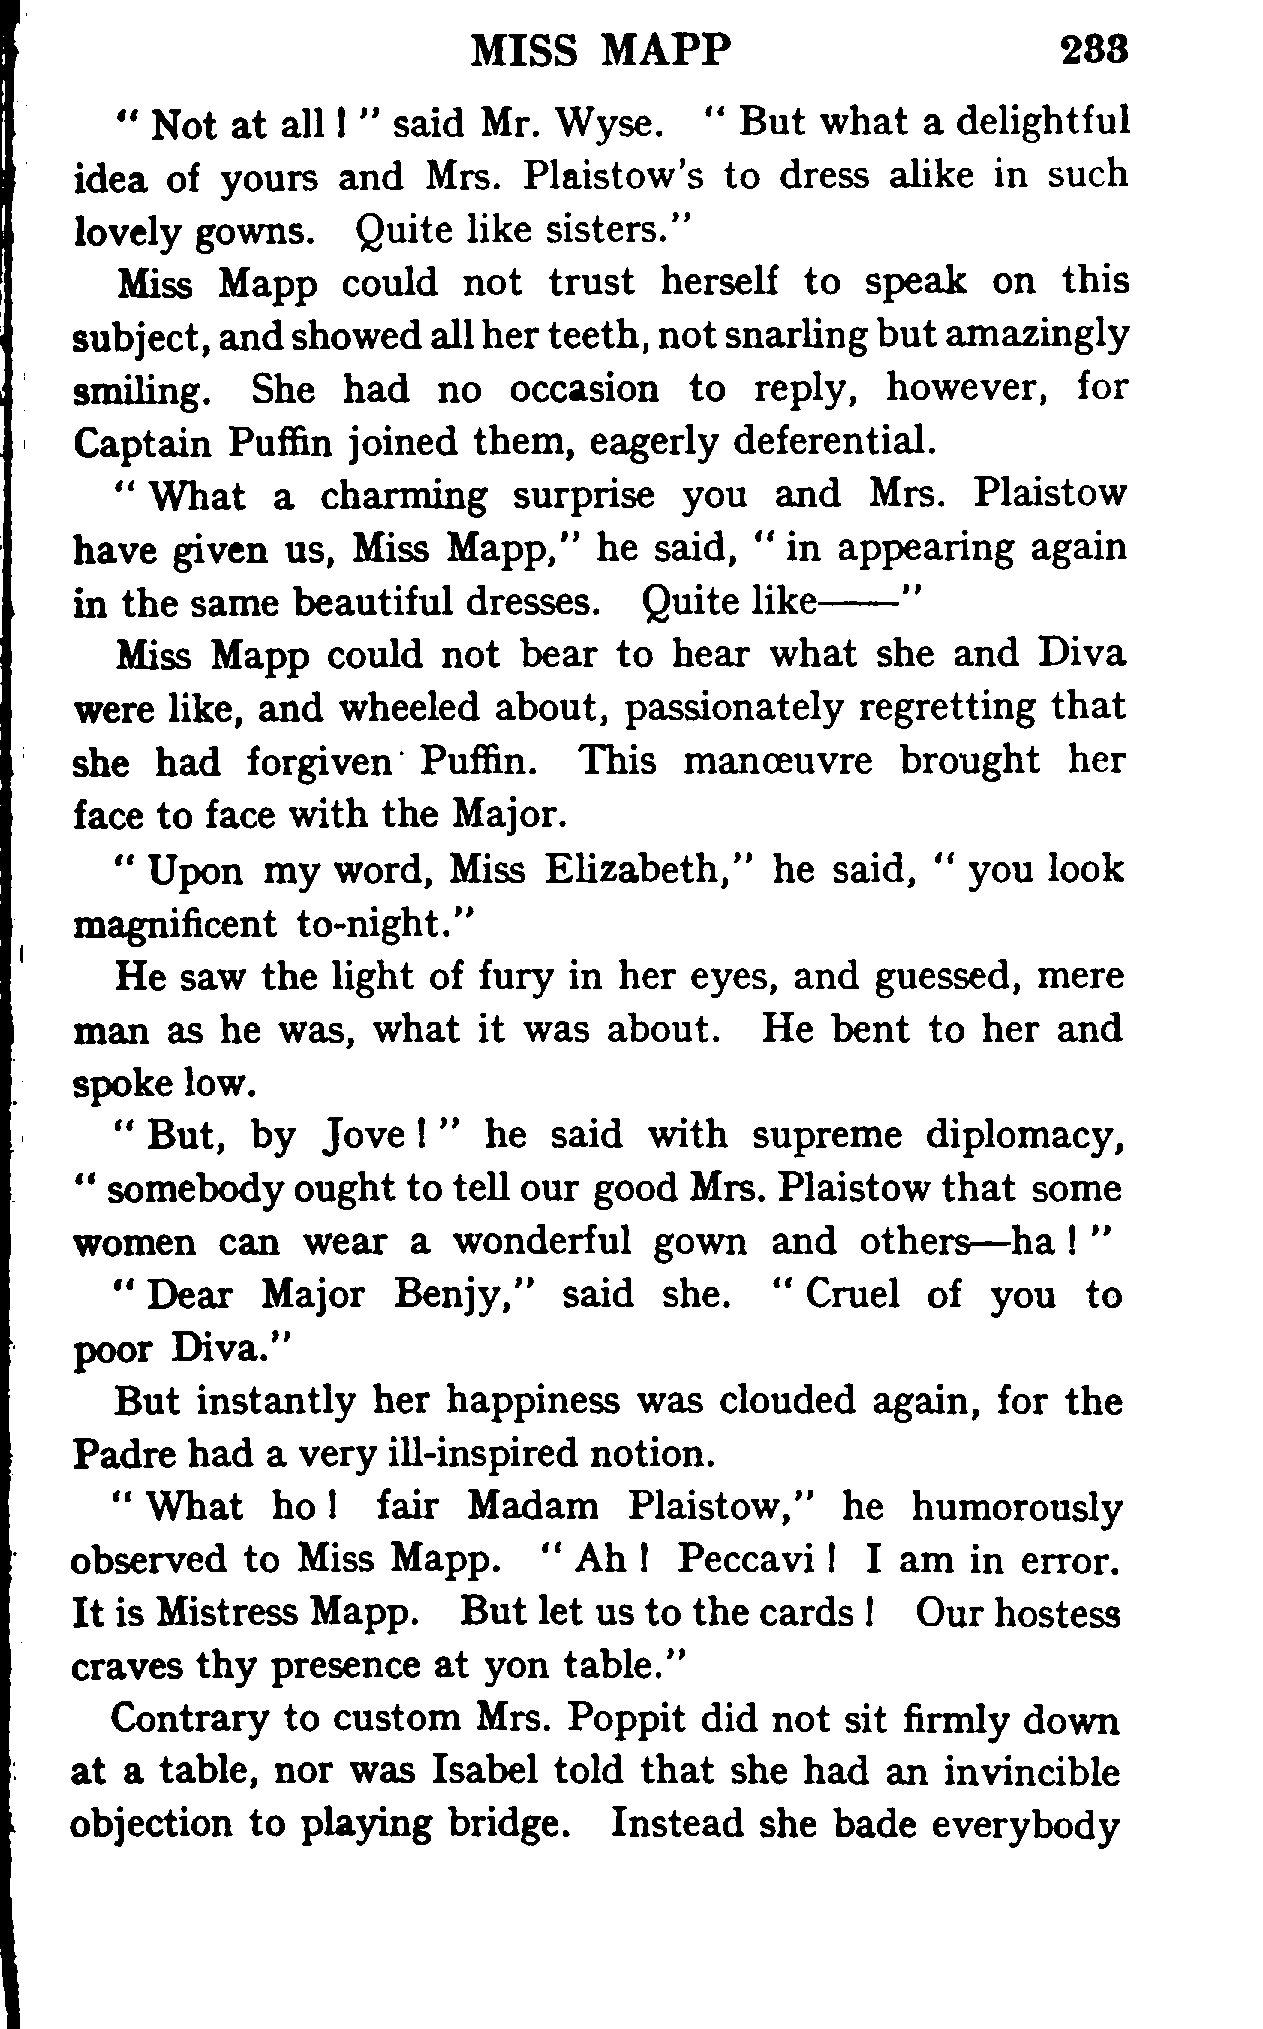 MISS MAPP 233
“ Not at all ! ” said Mr. Wyse. “ But what a delightful
idea of yours and Mrs. Plaistow’s to dress alike in such
lovely gowns. Quite like sisters.”
Miss Mapp could not trust herself to speak on this
subject, and showed all her teeth, not snarling but amazingly
smiling. She had no occasion to reply, however, for
Captain Puffin joined them, eagerly deferential.
“ What a charming surprise you and Mrs. Plaistow
have given us, Miss Mapp,” he said, “ in appearing again
in the same beautiful dresses. Quite like——”
Miss Mapp could not bear to hear what she and Diva
were like, and wheeled about, passionately regretting that
she had forgiven Puffin. This manœuvre brought her
face to face with the Major.
“ Upon my word, Miss Elizabeth,” he said, “ you look
magnificent to-night.”
He saw the light of fury in her eyes, and guessed, mere
man as he was, what it was about. He bent to her and
spoke low.
“ But, by Jove ! ” he said with supreme diplomacy,
“ somebody ought to tell our good Mrs. Plaistow that some
women can wear a wonderful gown and others—ha ! ”
“ Dear Major Benjy,” said she. “ Cruel of you to
poor Diva.”
But instantly her happiness was clouded again, for the
Padre had a very ill-inspired notion.
“ What ho ! fair Madam Plaistow,” he humorously
observed to Miss Mapp. “ Ah ! Peccavi ! I am in error.
It is Mistress Mapp. But let us to the cards ! Our hostess
craves thy presence at yon table.”
Contrary to custom Mrs. Poppit did not sit firmly down
at a table, nor was Isabel told that she had an invincible
objection to playing bridge. Instead she bade everybody